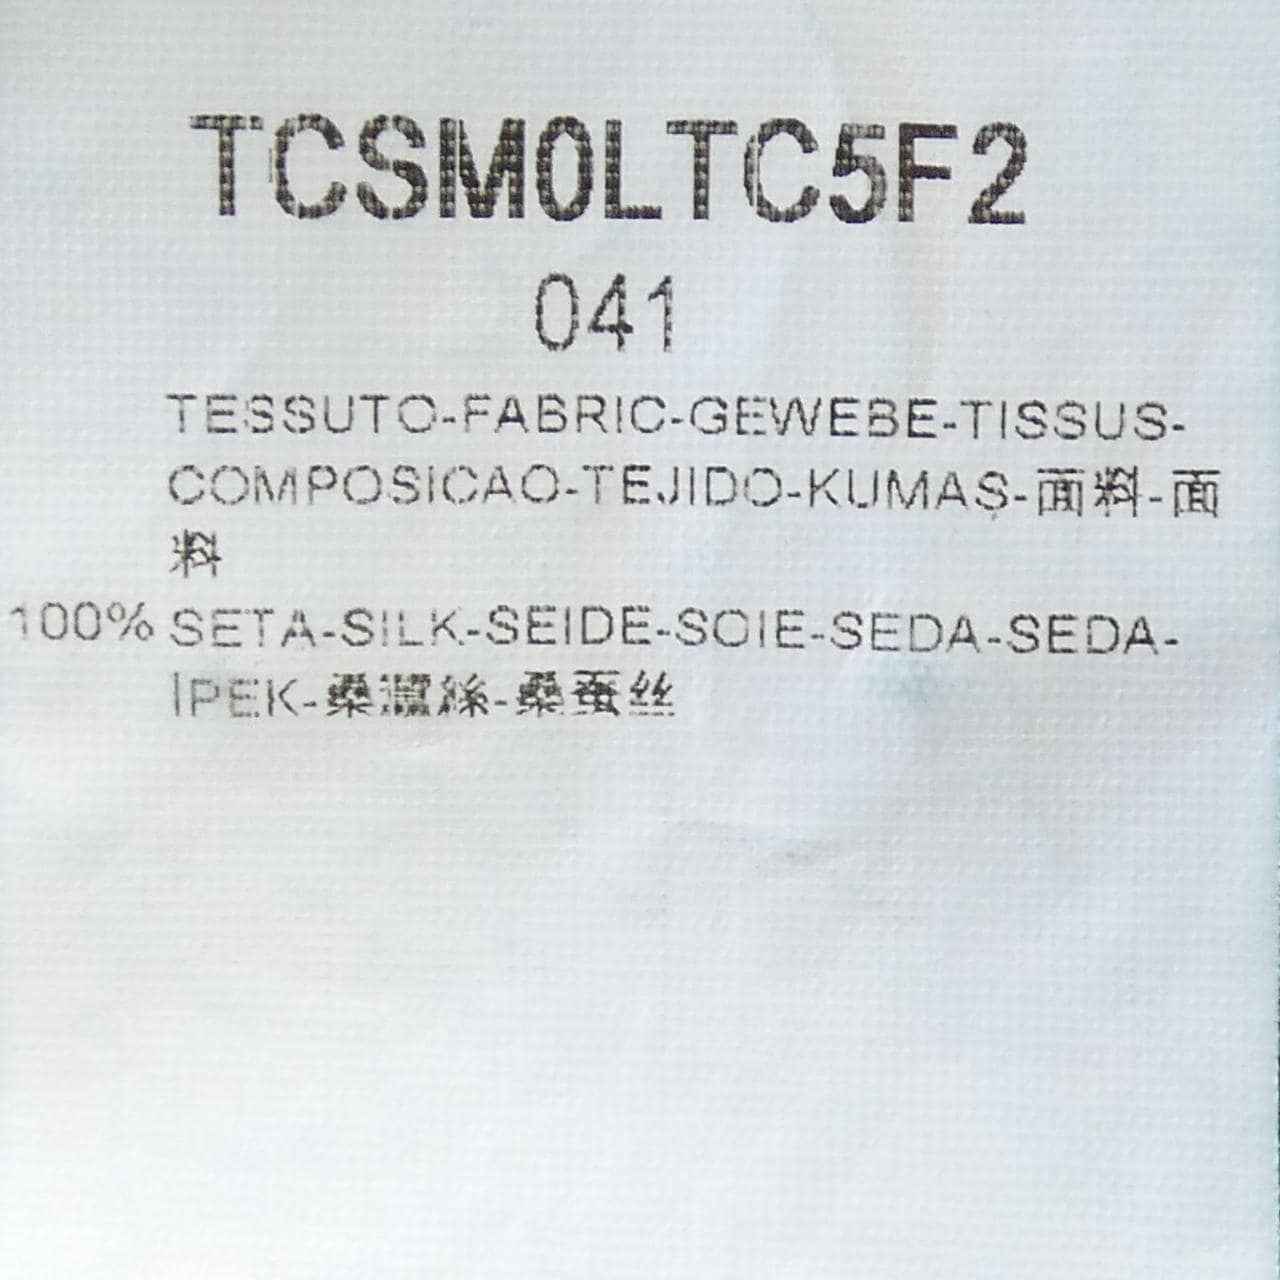 TCSM0LTC5F2
041
TESSUTO-FABRIC-GEWEBE-TISSUS-
COMPOSICAO-TEJIDO-KUMAŞ-面料-面
料
100% SETA-SILK-SEIDE-SOIE-SEDA-SEDA-
İPEK-桑蠶絲-桑蚕丝